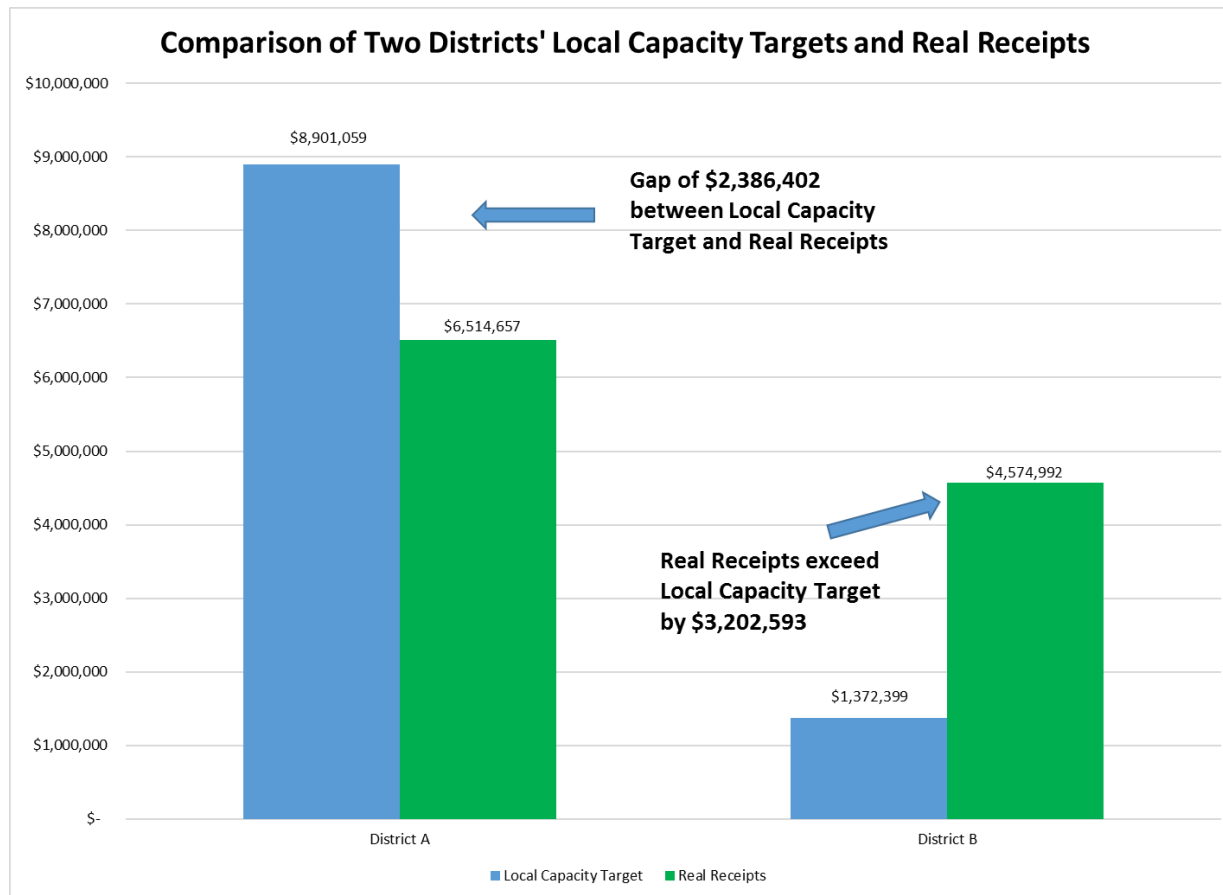 Comparison of Two Districts' Local Capacity Targets and Real Receipts
$10,000,000
$9,000,000
$8,000,000
$7,000,000
$6,000,000
$5,000,000
$4,000,000
$3,000,000
$2,000,000
$1,000,000
$-
$8,901,059
$6,514,657
Gap of $2,386,402
between Local Capacity
Target and Real Receipts
$4,574,992
Real Receipts exceed
Local Capacity Target
by $3,202,593
$1,372,399
District A
District B
Local Capacity Target
Real Receipts